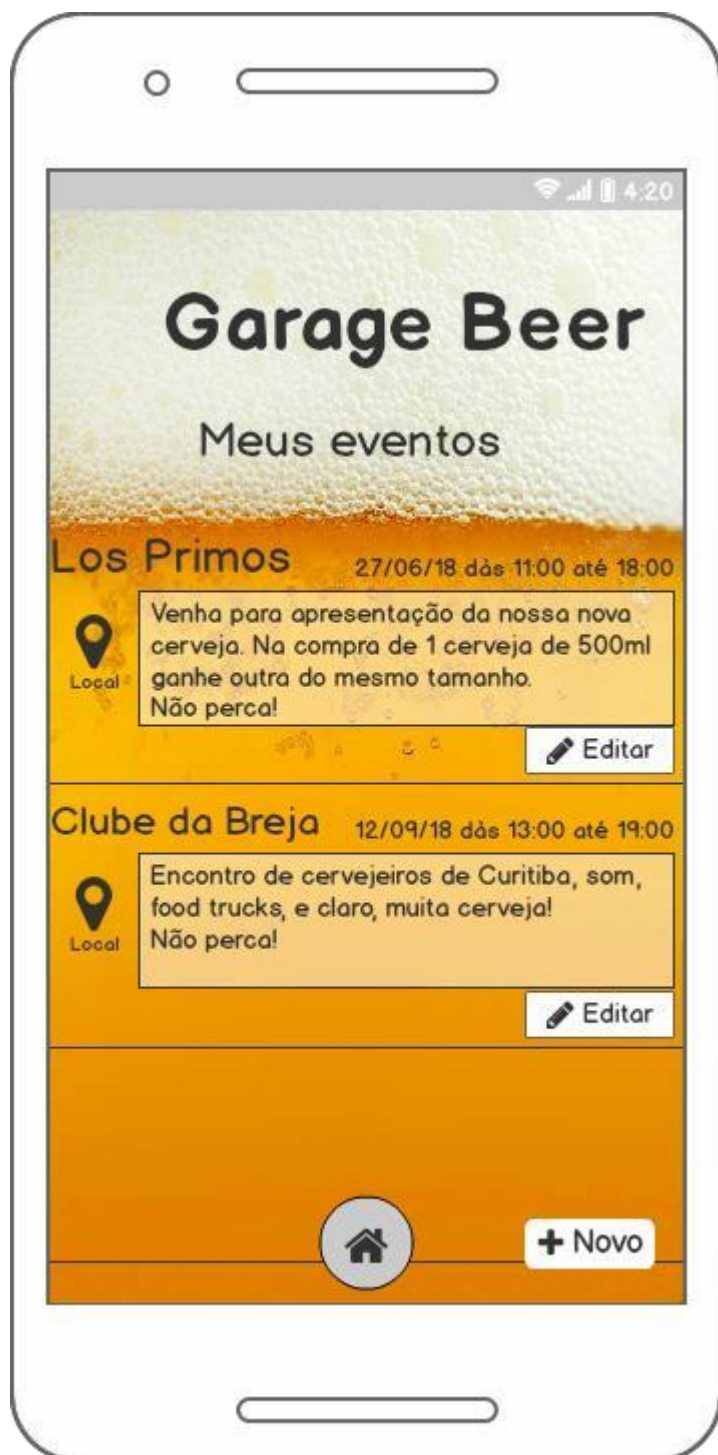 4:20
Garage Beer
Meus eventos
Los Primos 27/06/18 dàs 11:00 até 18:00
Venha para apresentação da nossa nova
cerveja. Na compra de 1 cerveja de 500ml
Local
ganhe outra do mesmo tamanho.
Não perca!
Editar
Clube da Breja 12/09/18 dàs 13:00 até 19:00
Encontro de cervejeiros de Curitiba, som,
food trucks, e claro, muita cerveja!
Local
Não perca!
Editar
Novo